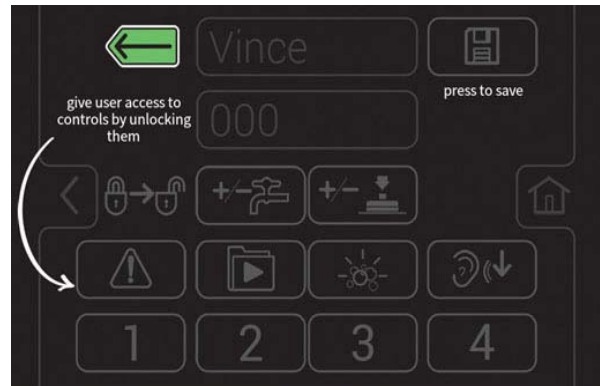 Vince
press to save
give user access to
controls by unlocking
them
000
+/- +/-
1 2 3 4